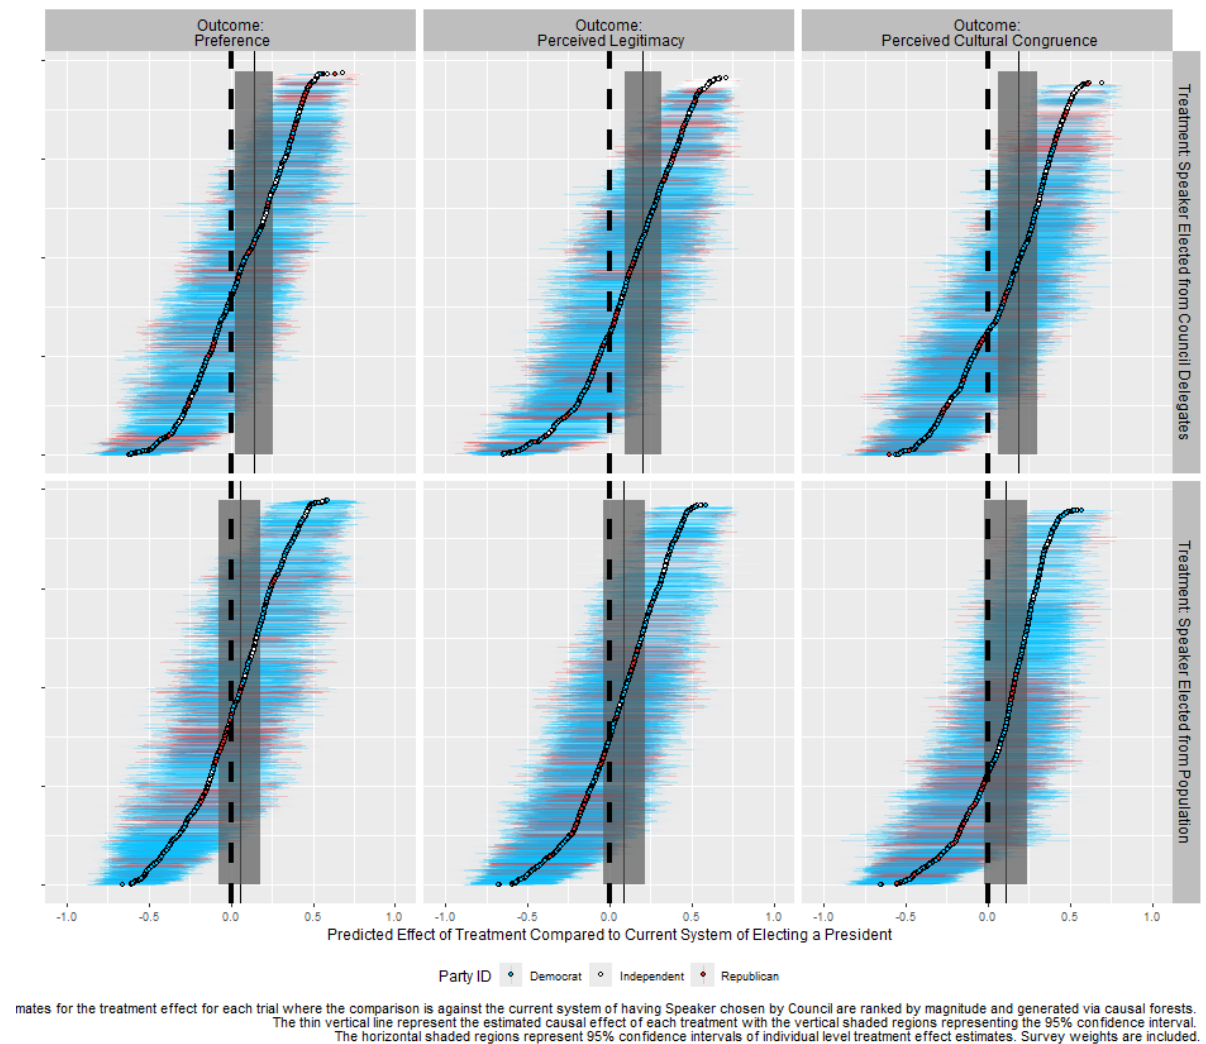 Outcome:
Preference
Outcome:
Perceived Legitimacy
Outcome:
Perceived Cultural Congruence
Treatment: Speaker Elected from Council Delegates
Treatment: Speaker Elected from Population
-1.0 -0.5 0.0 0.5 1.0
-1.0 -0.5 0.0 0.5 1.0
-1.0 -0.5 0.0 0.5 1.0
Predicted Effect of Treatment Compared to Current System of Electing a President
Party ID Democrat Independent Republican
mates for the treatment effect for each trial where the comparison is against the current system of having Speaker chosen by Council are ranked by magnitude and generated via causal forests.
The thin vertical line represent the estimated causal effect of each treatment with the vertical shaded regions representing the 95% confidence interval.
The horizontal shaded regions represent 95% confidence intervals of individual level treatment effect estimates. Survey weights are included.